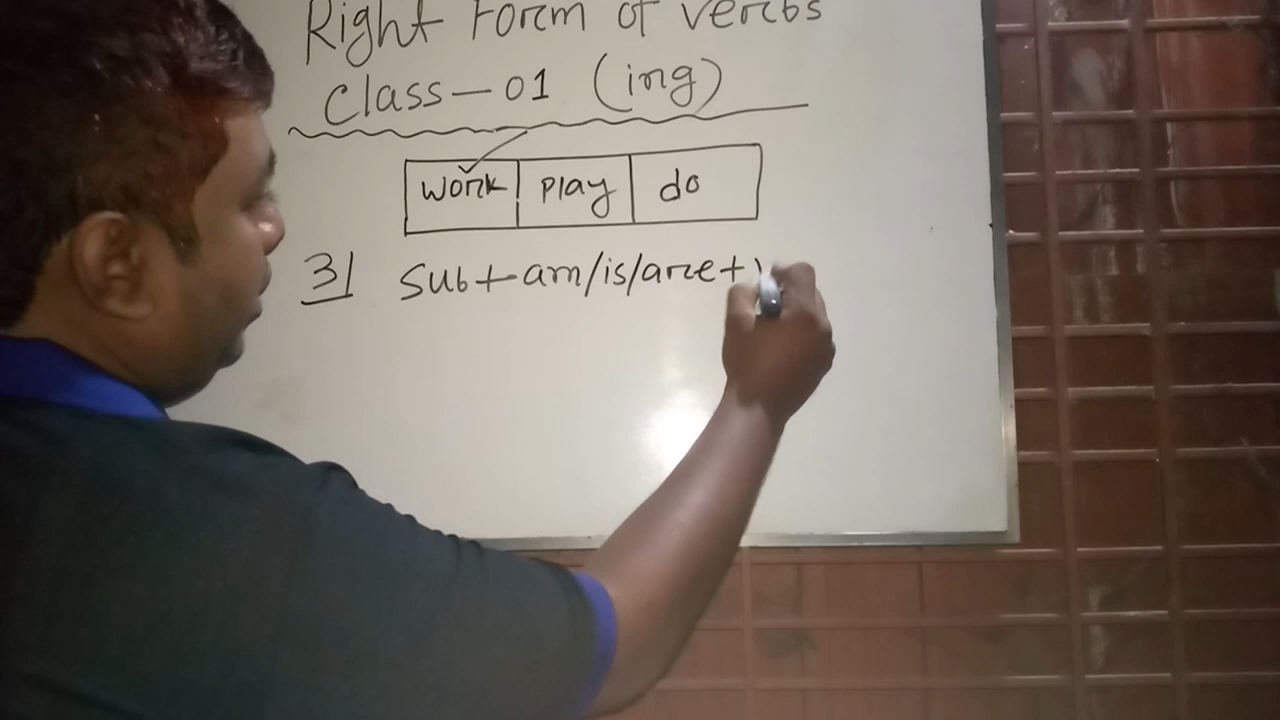 Right Form of Verbs
Class-01 (ing)
work play do
3) Sub+am/is/are+